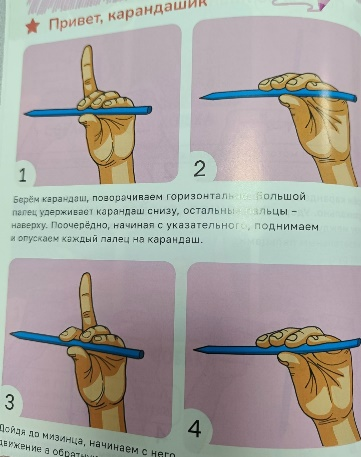 Привет, карандашик
1
2
Берём карандаш, поворачиваем горизонтально. Большой
палец удерживает карандаш снизу, остальные пальцы –
наверху. Поочерёдно, начиная с указательного, поднимаем
и опускаем каждый палец на карандаш.
3
4
Дойдя до мизинца, начинаем с него
движение в